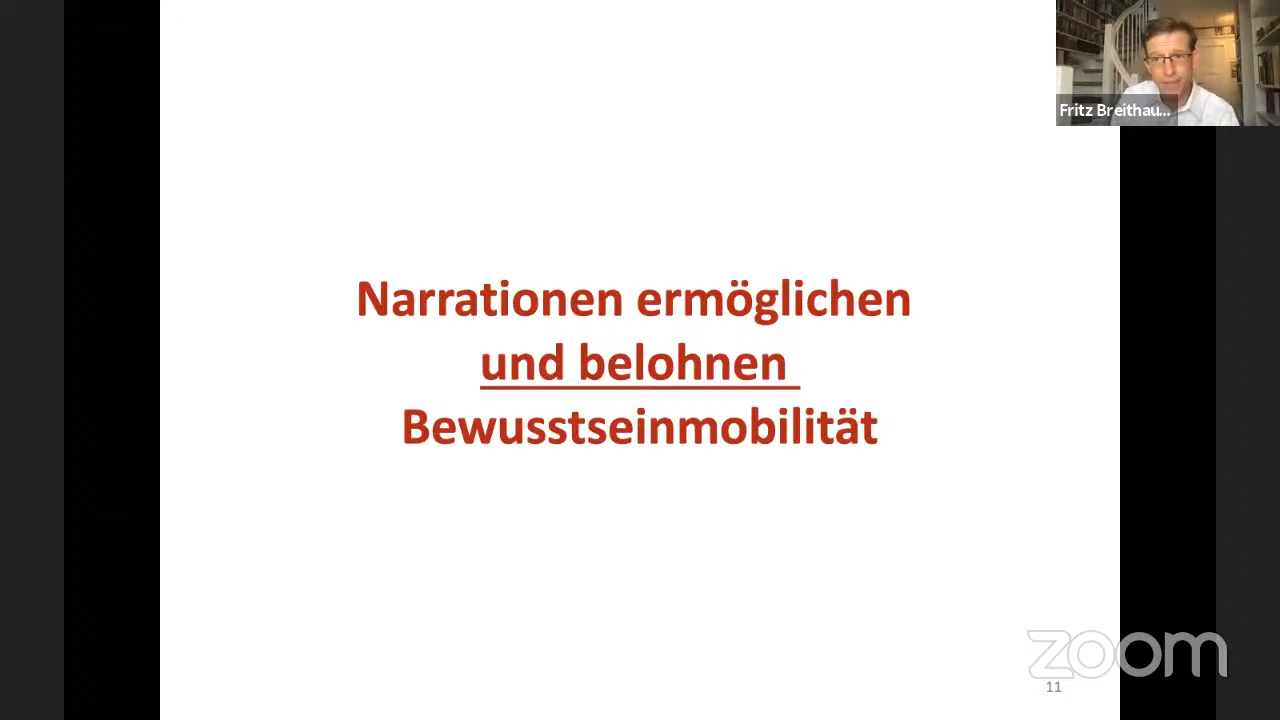 Fritz Breithau...
Narrationen ermöglichen
und belohnen
Bewusstseinmobilität
zoom
11